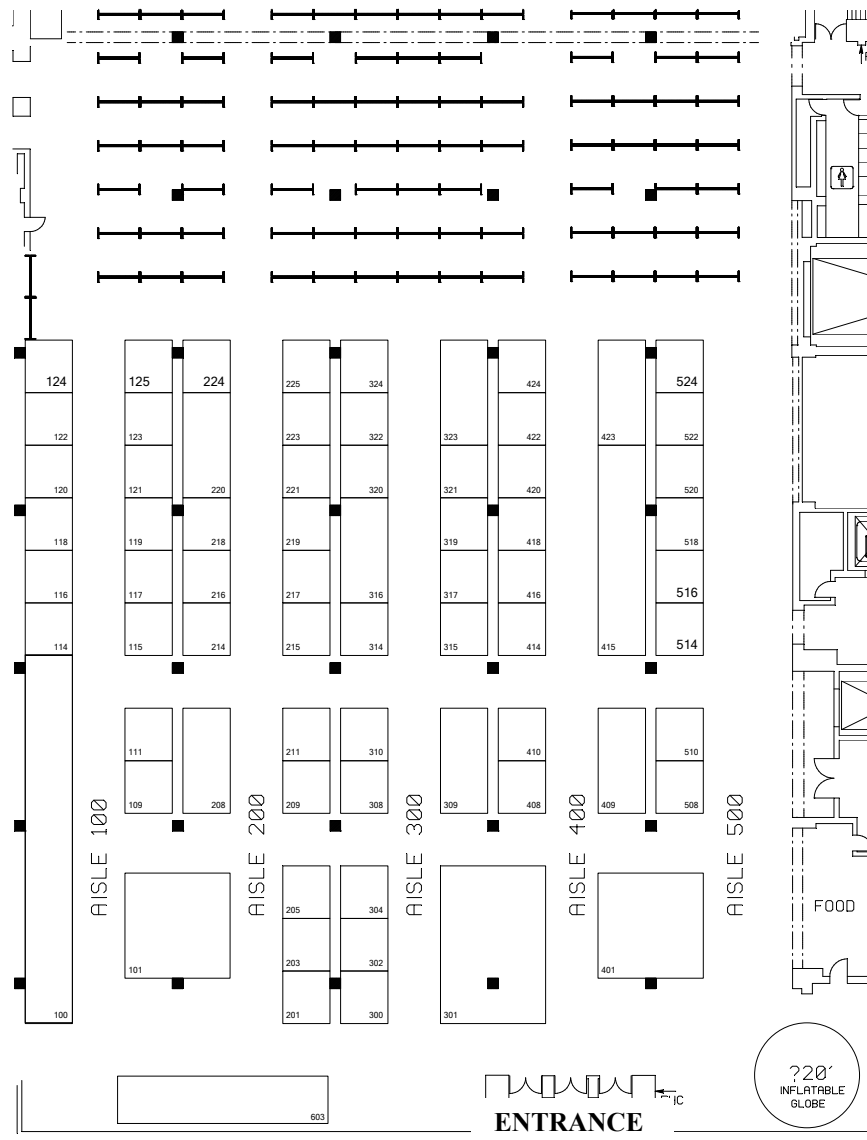 124 125 224 225 324 424 524
122 123 223 322 323 422 423 522
120 121 220 221 320 321 420 520
118 119 218 219 319 418 518
116 117 216 217 316 317 416 516
114 115 214 215 314 315 414 415 514
111 211 310 410 510
109 208 209 308 309 408 409 508
AISLE 100
AISLE 200
AISLE 300
AISLE 400
AISLE 500
205 304
FOOD
203 302
101 401
100 201 300 301
?20'
INFLATABLE
GLOBE
603
ENTRANCE